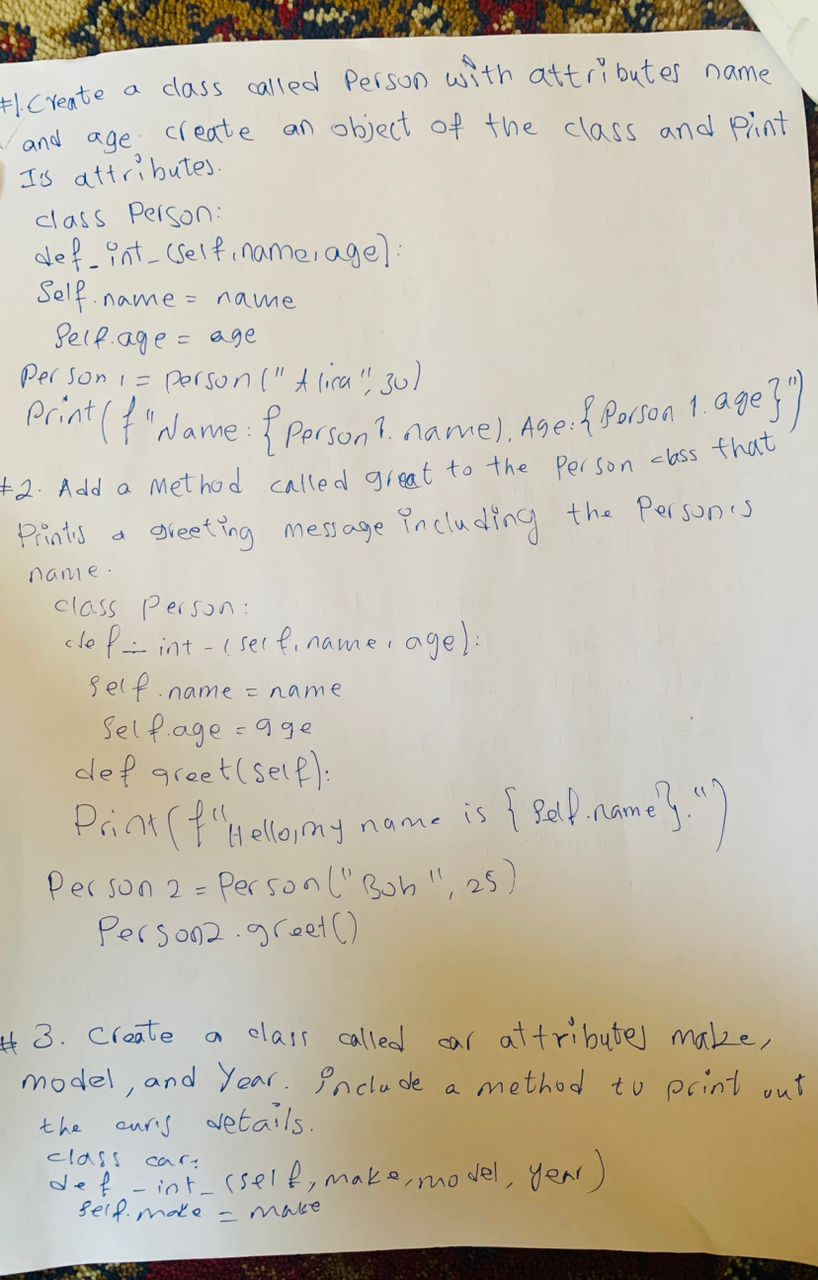 #1. Create a class called Person with attributes name
and age. create an object of the class and Print
Its attributes.
class Person:
def_int_(self,name,age):
Self.name = name
Self.age = age
Person 1 = person("Alica", 30)
Print(f"Name: {Person1.name), Age:{Person 1.age}")
#2. Add a Method called great to the Person class that
Prints a greeting message including the Person's
name.
class Person:
def _ int - (self, name, age):
self.name = name
Self.age = age
def greet(self):
Print(f"Hello,my name is {self.name}.")
Person 2 = Person("Bob", 25)
Person2.greet()
# 3. Create a class called car attributes make,
model, and Year. Include a method to print out
the car's details.
class car:
def _int_(self, make, model, year)
self.make = make